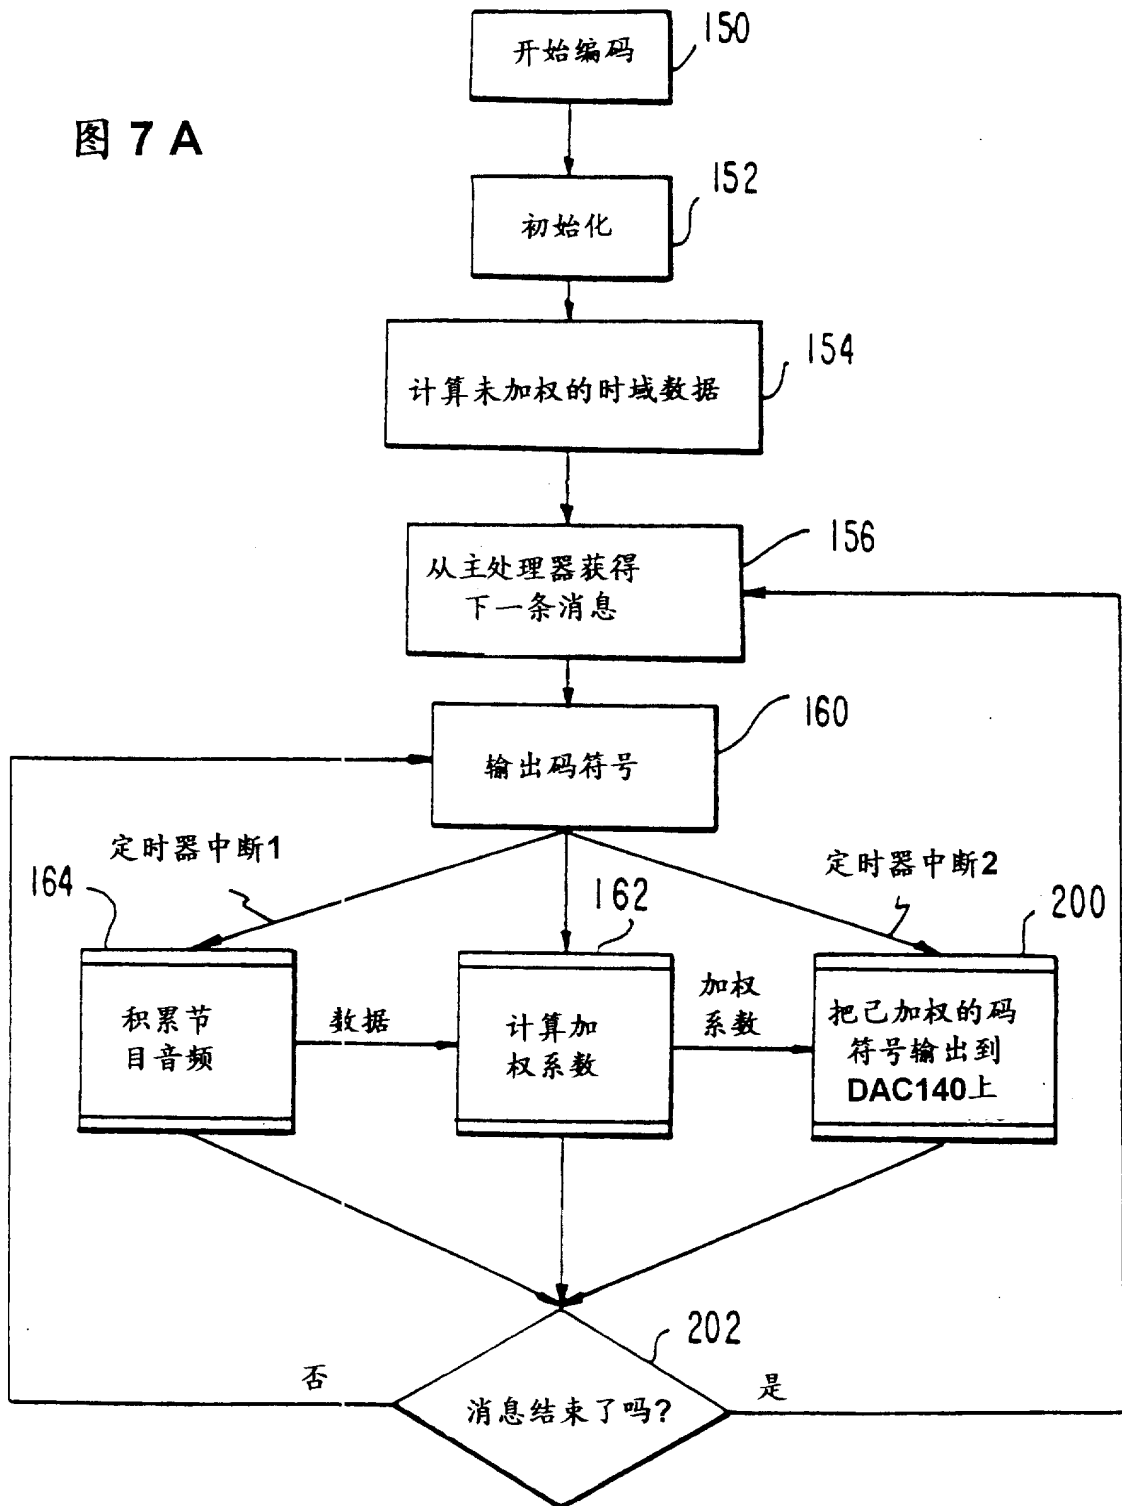 150
开始编码
图 7 A
152
初始化
154
计算未加权的时域数据
156
从主处理器获得
下一条消息
160
输出码符号
定时器中断1
定时器中断2
164
162
200
积累节
目音频
数据
计算加
权系数
加权
系数
把已加权的码
符号输出到
DAC140上
202
否
消息结束了吗?
是